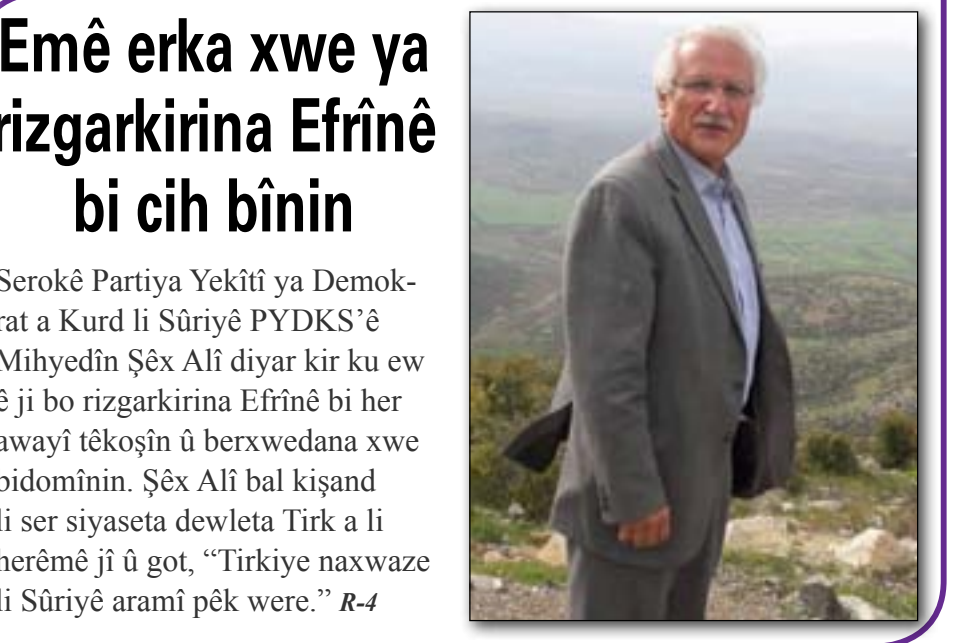 Emê erka xwe ya
rizgarkirina Efrînê
bi cih bînin
Serokê Partiya Yekîtî ya Demok-
rat a Kurd li Sûriyê PYDKS’ê
Mihyedîn Şêx Alî diyar kir ku ew
ê ji bo rizgarkirina Efrînê bi her
awayî têkoşîn û berxwedana xwe
bidomînin. Şêx Alî bal kişand
li ser siyaseta dewleta Tirk a li
herêmê jî û got, “Tirkiye naxwaze
li Sûriyê aramî pêk were.” R-4